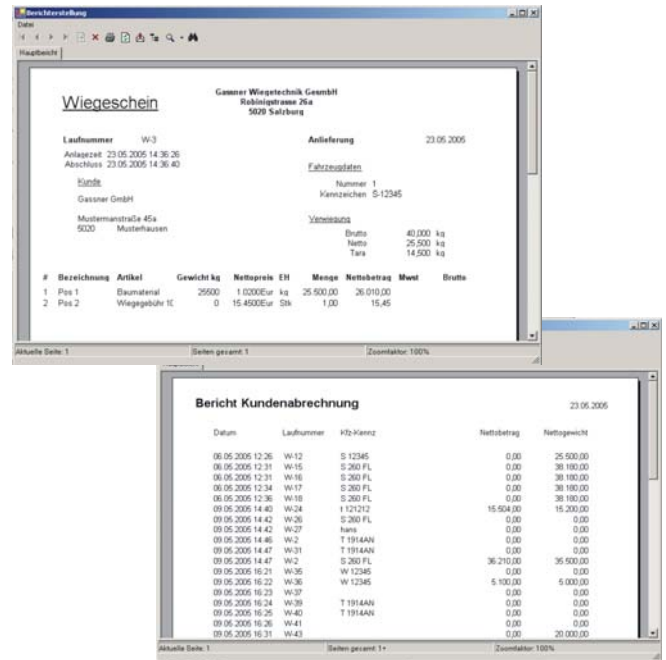 Berichterstellung
Datei
Hauptbericht
Wiegeschein
Gassner Wiegetechnik GesmbH
Robinigstrasse 26a
5020 Salzburg
Laufnummer W-3
Anlieferung 23.05.2005
Anlagezeit 23.05.2005 14:36:26
Abschluss 23.05.2005 14:36:40
Fahrzeugdaten
Kunde
Nummer 1
Gassner GmbH
Kennzeichen S-12345
Mustermanstraße 45a
5020 Musterhausen
Verwiegung
Brutto 40,000 kg
Netto 25,500 kg
Tara 14,500 kg
# Bezeichnung Artikel Gewicht kg Nettopreis EH Menge Nettobetrag Mwst Brutto
1 Pos 1 Baumaterial 25500 1.0200Eur kg 25.500,00 26.010,00
2 Pos 2 Wiegegebühr 0 15.4500Eur Stk 1,00 15,45
Aktuelle Seite: 1 Seiten gesamt: 1 Zoomfaktor: 100%
Bericht Kundenabrechnung 23.05.2005
Datum Laufnummer Kfz-Kennz Nettobetrag Nettogewicht
06.05.2005 12:26 W-12 S 12345 0,00 25.500,00
06.05.2005 12:31 W-15 S 260 FL 0,00 38.180,00
06.05.2005 12:31 W-16 S 260 FL 0,00 38.180,00
06.05.2005 12:34 W-17 S 260 FL 0,00 38.180,00
06.05.2005 12:36 W-18 S 260 FL 0,00 38.180,00
09.05.2005 14:40 W-24 t 121212 15.504,00 15.200,00
09.05.2005 14:42 W-26 S 260 FL 0,00 0,00
09.05.2005 14:42 W-27 hans 0,00 0,00
09.05.2005 14:46 W-2 T 1914AN 0,00 0,00
09.05.2005 14:47 W-31 T 1914AN 0,00 0,00
09.05.2005 14:47 W-2 S 260 FL 36.210,00 35.500,00
09.05.2005 16:21 W-35 W 12345 0,00 0,00
09.05.2005 16:22 W-36 W 12345 5.100,00 5.000,00
09.05.2005 16:23 W-37 0,00 0,00
09.05.2005 16:24 W-39 T 1914AN 0,00 0,00
09.05.2005 16:25 W-40 T 1914AN 0,00 0,00
09.05.2005 16:26 W-41 0,00 0,00
09.05.2005 16:31 W-43 0,00 20.000,00
Aktuelle Seite: 1 Seiten gesamt: 1+ Zoomfaktor: 100%